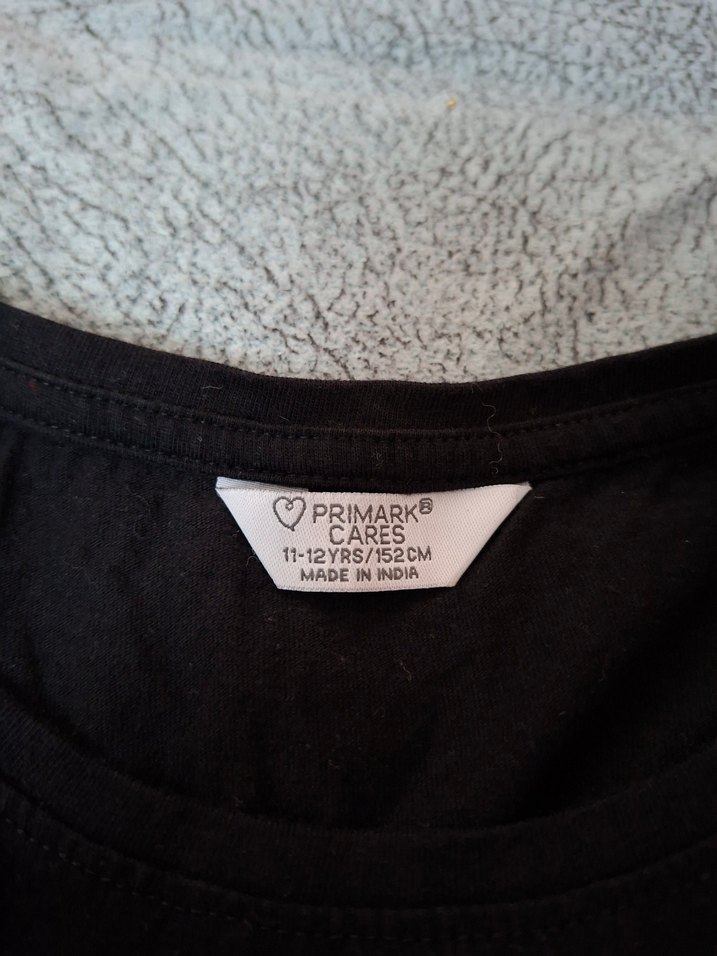 PRIMARK®
CARES
11-12YRS/152CM
MADE IN INDIA